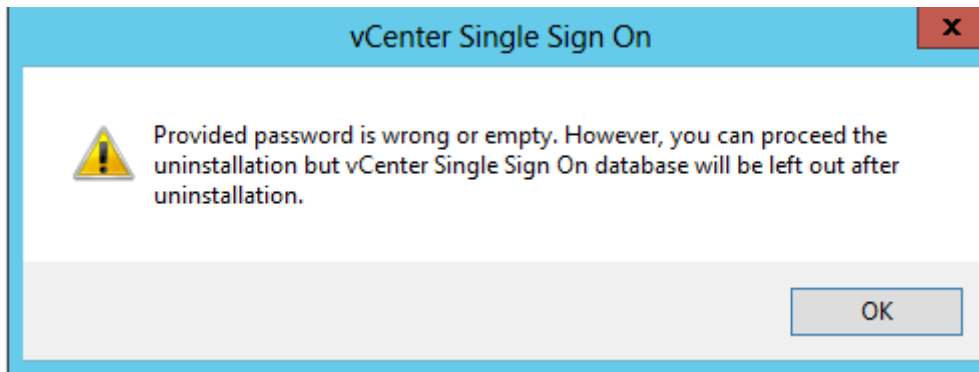 vCenter Single Sign On
x
Provided password is wrong or empty. However, you can proceed the
uninstallation but vCenter Single Sign On database will be left out after
uninstallation.
OK